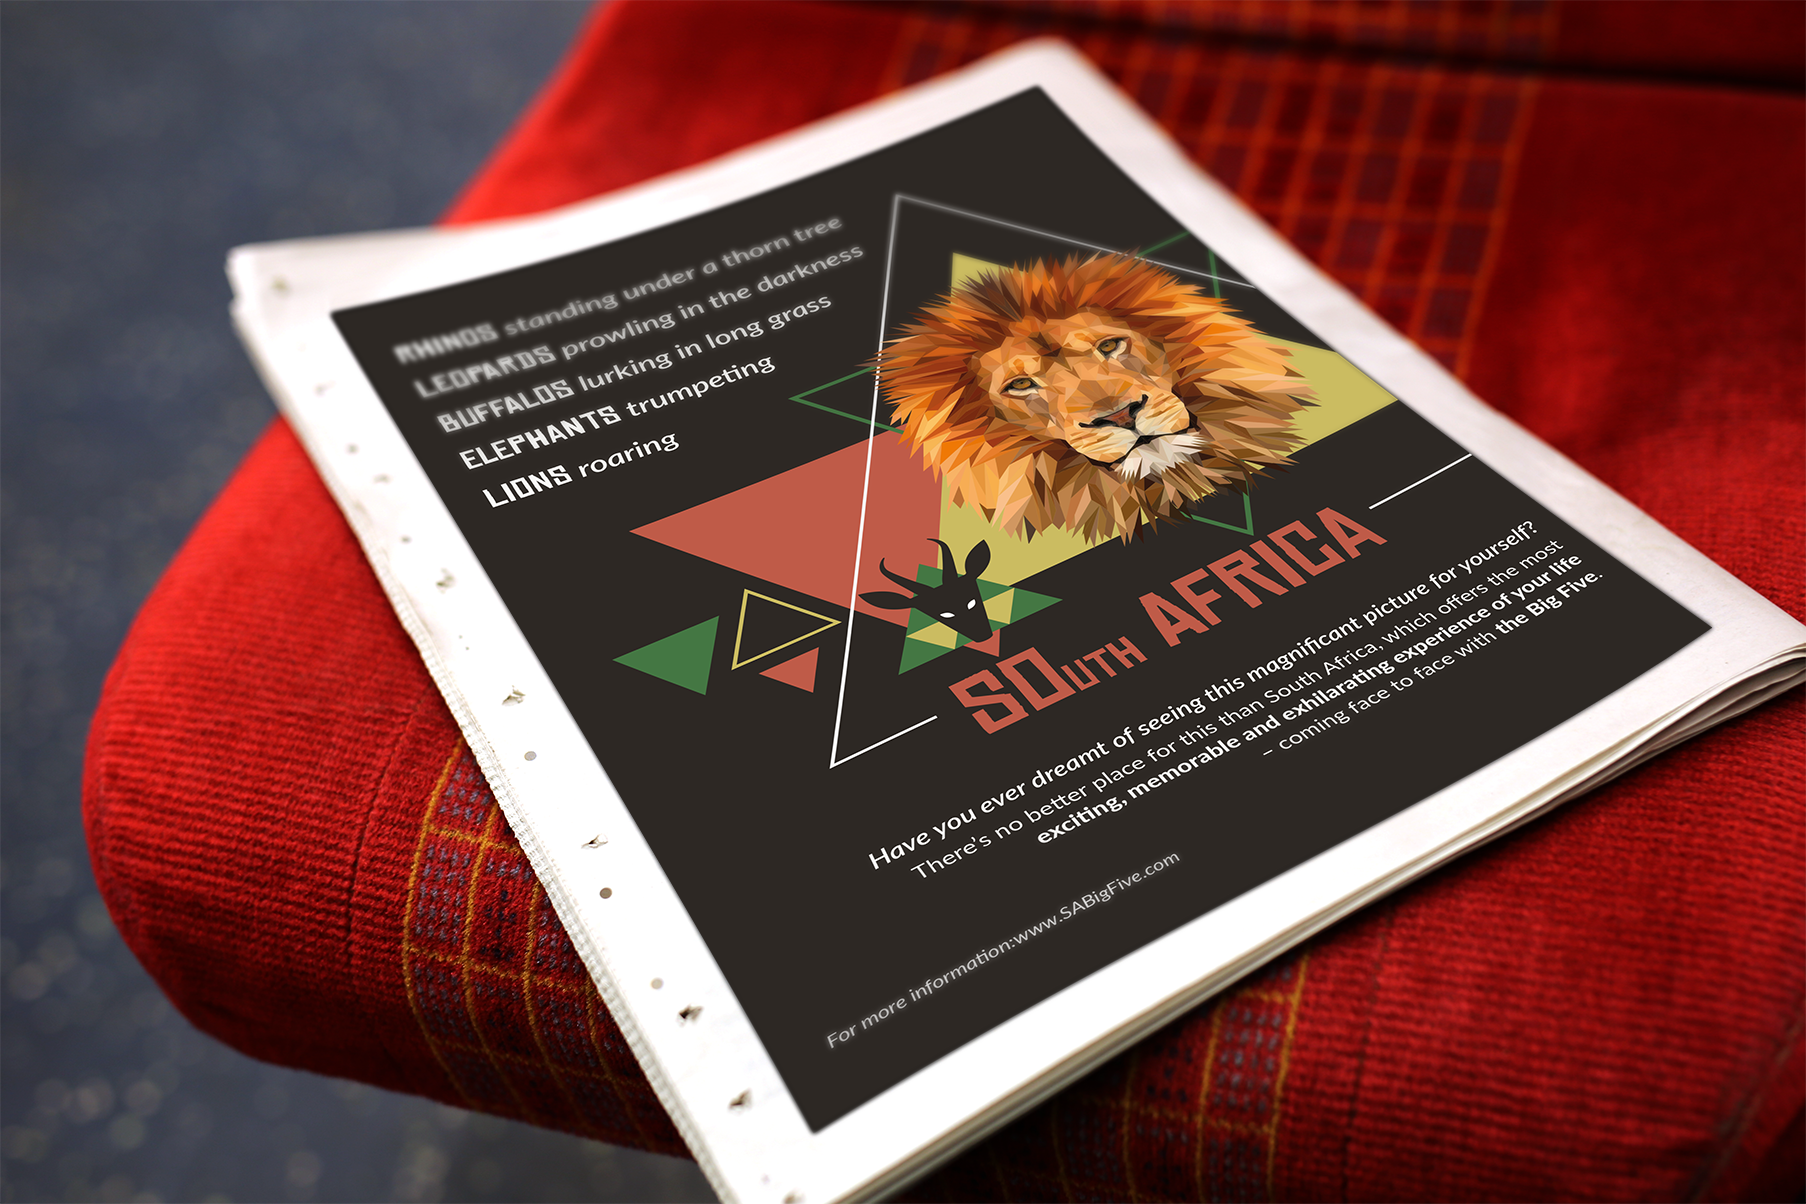 RHINOS standing under a thorn tree
LEOPARDS prowling in the darkness
BUFFALOS lurking in long grass
ELEPHANTS trumpeting
LIONS roaring
SOUTH AFRICA
Have you ever dreamt of seeing this magnificant picture for yourself?
There's no better place for this than South Africa, which offers the most
exciting, memorable and exhilarating experience of your life
– coming face to face with the Big Five.
For more information:www.SABigFive.com